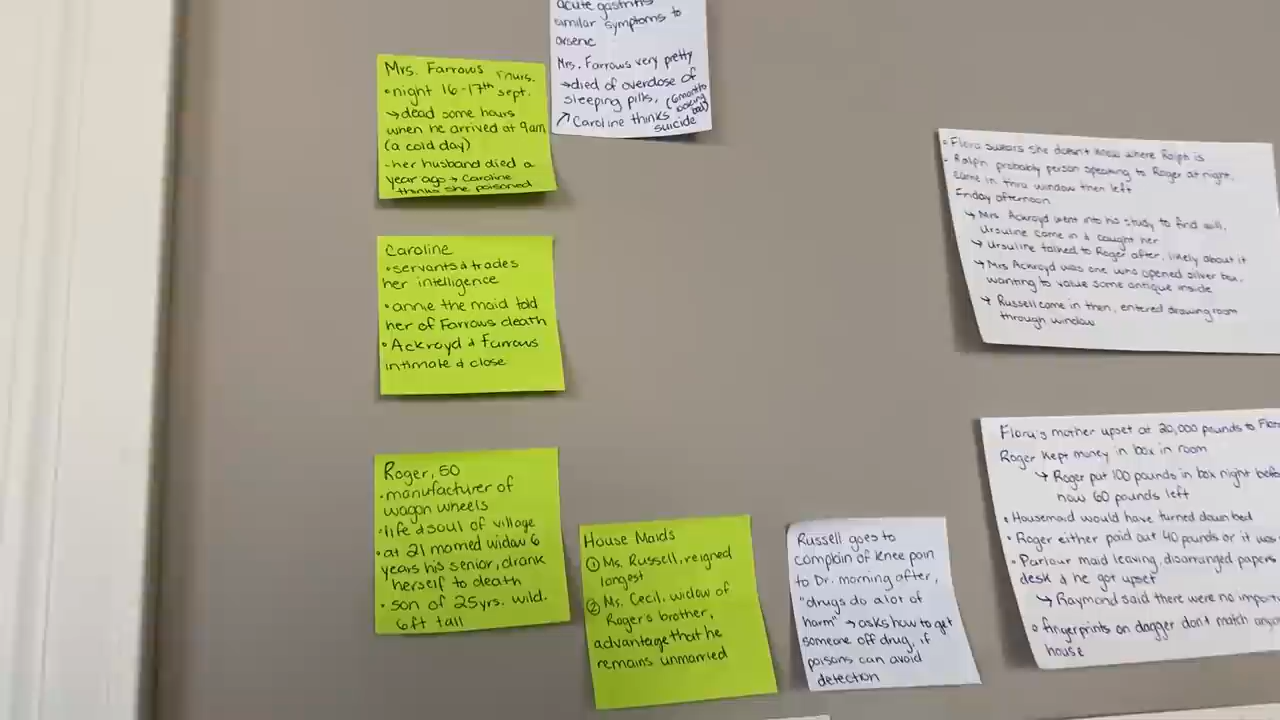 acute gastritis
similar symptoms to
arsenic
Mrs. Farrows very pretty
→died of overdose of
sleeping pills, (6 months
looking
bad)
↗ Caroline thinks
suicide
Mrs. Farrows Thurs.
•night 16-17th sept.
→dead some hours
when he arrived at 9am
(a cold day)
-her husband died a
year ago → Caroline
thinks she poisoned
Caroline
•servants & trades
her intelligence
•annie the maid told
her of Farrows death
•Ackroyd & Farrows
intimate & close
Roger, 50
•manufacturer of
wagon wheels
•life & soul of village
•at 21 married widow 6
years his senior, drank
herself to death
•son of 25yrs. wild.
6ft tall
House Maids
① Ms. Russell, reigned
longest
② Ms. Cecil, widow of
Roger's brother,
advantage that he
remains unmarried
Russell goes to
complain of knee pain
to Dr. morning after,
"drugs do a lot of
harm" → asks how to get
someone off drug, if
poisons can avoid
detection
•Flora swears she doesn't know where Ralph is
•Ralph probably person speaking to Roger at night,
came in thru window then left
Friday afternoon
↳ Mrs Ackroyd went into his study to find will,
Ursuline came in & caught her
↳ Ursuline talked to Roger after, likely about it
↳ Mrs Ackroyd was one who opened silver box,
wanting to value some antique inside
↳ Russell came in then, entered drawing room
through window
Flora's mother upset at 20,000 pounds to Flora
Roger kept money in box in room
↳ Roger put 100 pounds in box night before
now 60 pounds left
•Housemaid would have turned down bed
•Roger either paid out 40 pounds or it was
•Parlour maid leaving, disarranged papers
desk & he got upset
↳ Raymond said there were no
•fingerprints on dagger don't match
house